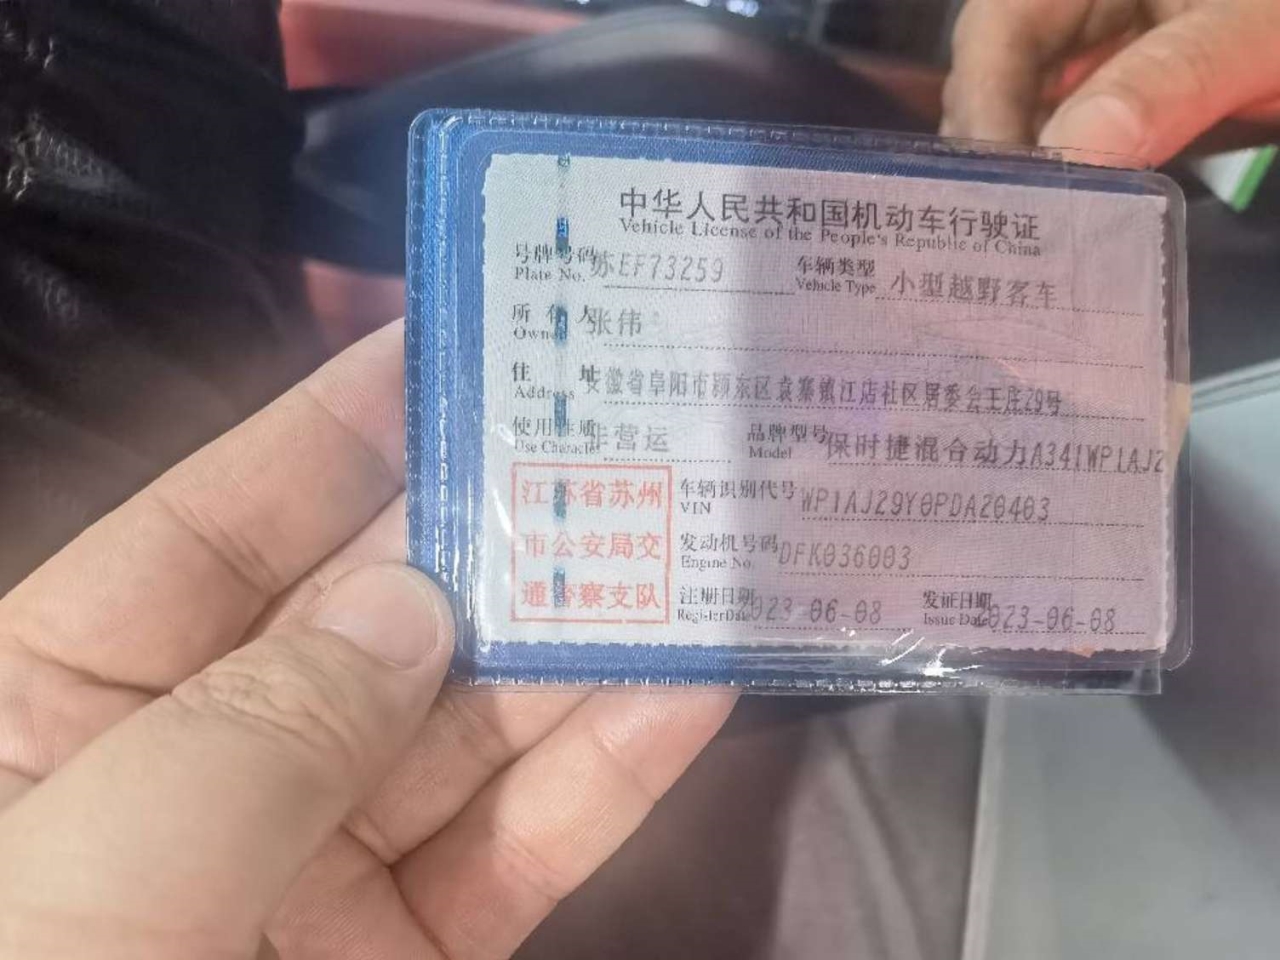 中华人民共和国机动车行驶证
Vehicle License of the People's Republic of China
号牌号码 苏EF73259 车辆类型 小型越野客车
Plate No. Vehicle Type
所有人 张伟
Owner
住址 安徽省阜阳市颍东区袁寨镇江店社区居委会王庄29号
Address
使用性质 非营运 品牌型号 保时捷混合动力A341WP1AJ2
Use Character Model
江苏省苏州
市公安局交
通警察支队
车辆识别代号 WP1AJ29Y0PDA20403
VIN
发动机号码 DFK036003
Engine No.
注册日期 023-06-08 发证日期 023-06-08
Register Date Issue Date